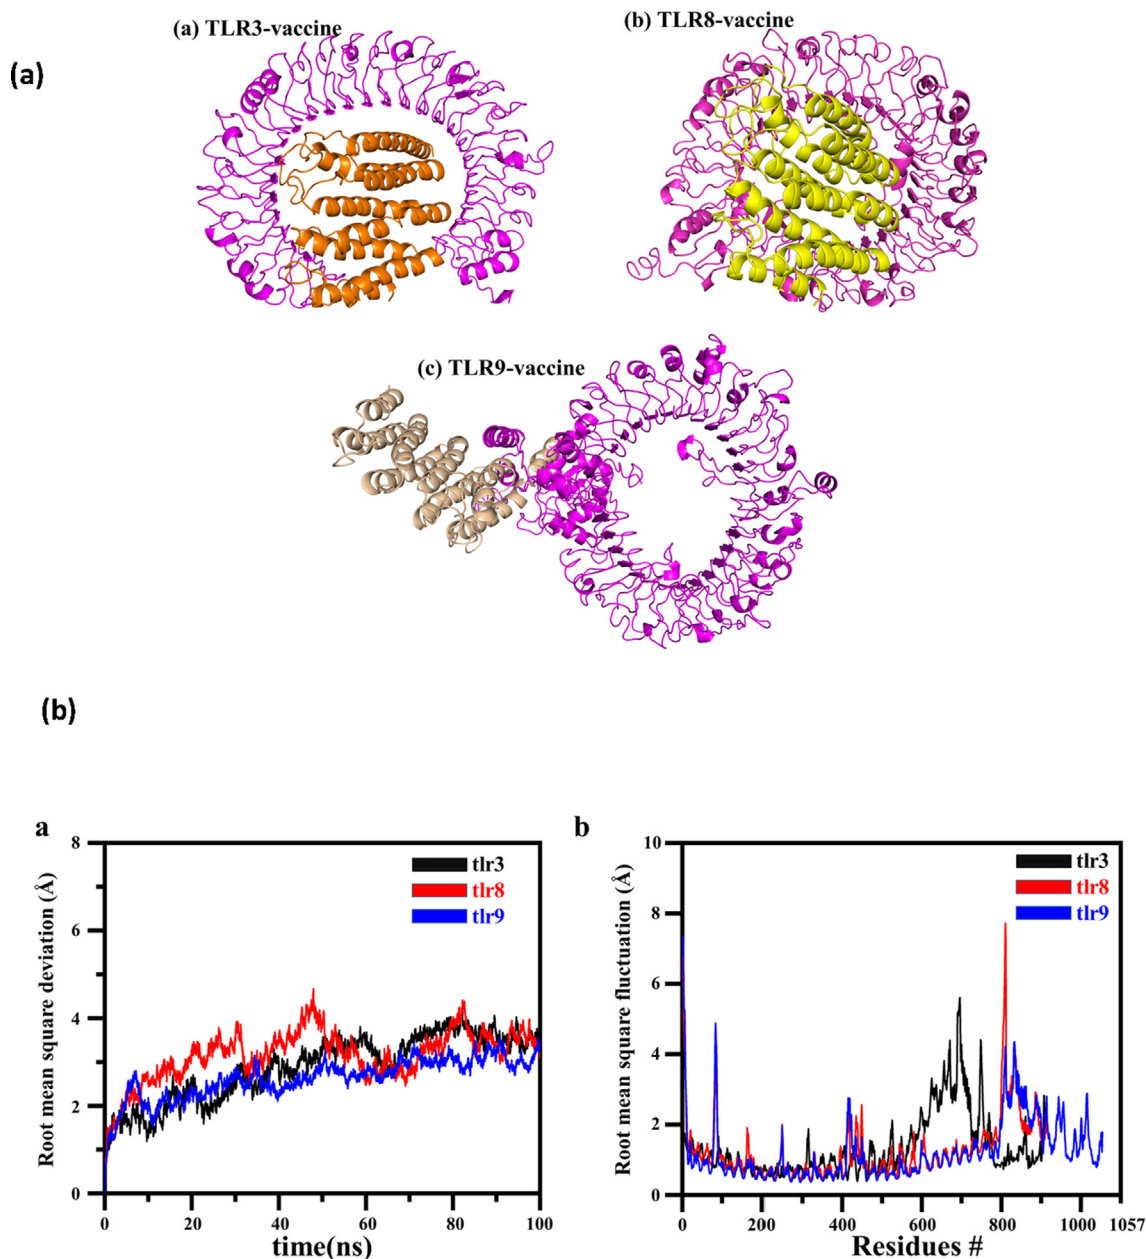 (a) TLR3-vaccine
(b) TLR8-vaccine
(a)
(c) TLR9-vaccine
(b)
a
b
8
6
4
2
0
Root mean square deviation (Å)
tlr3
tlr8
tlr9
0
20
40
60
80
100
time(ns)
10
8
6
4
2
0
Root mean square fluctuation (Å)
tlr3
tlr8
tlr9
0
200
400
600
800
1000
1057
Residues #